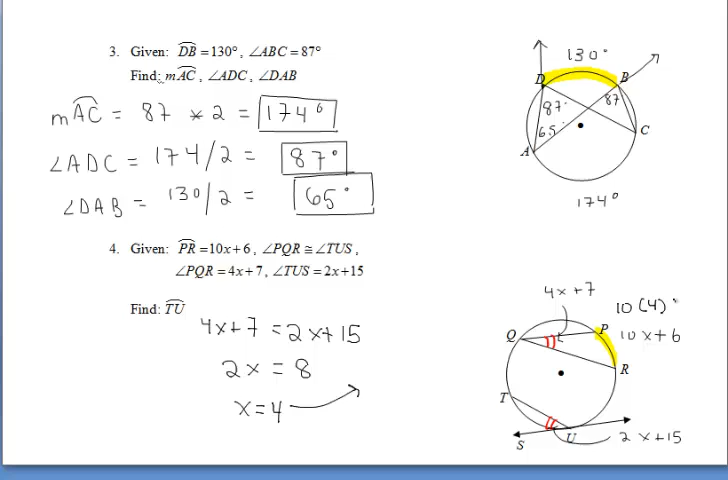 3. Given: DB = 130°, ∠ABC = 87°
Find: mAC, ∠ADC, ∠DAB
mAC = 87 * 2 = 174°
∠ADC = 174/2 = 87°
∠DAB = 130/2 = 65°
130°
D
B
87°
87
65°
A
C
174°
4. Given: PR = 10x+6, ∠PQR ≅ ∠TUS,
∠PQR = 4x+7, ∠TUS = 2x+15
Find: TU
4x+7 = 2x+15
2x = 8
x=4
4x+7
10(4)
Q
P
10x+6
R
T
S
U
2x+15